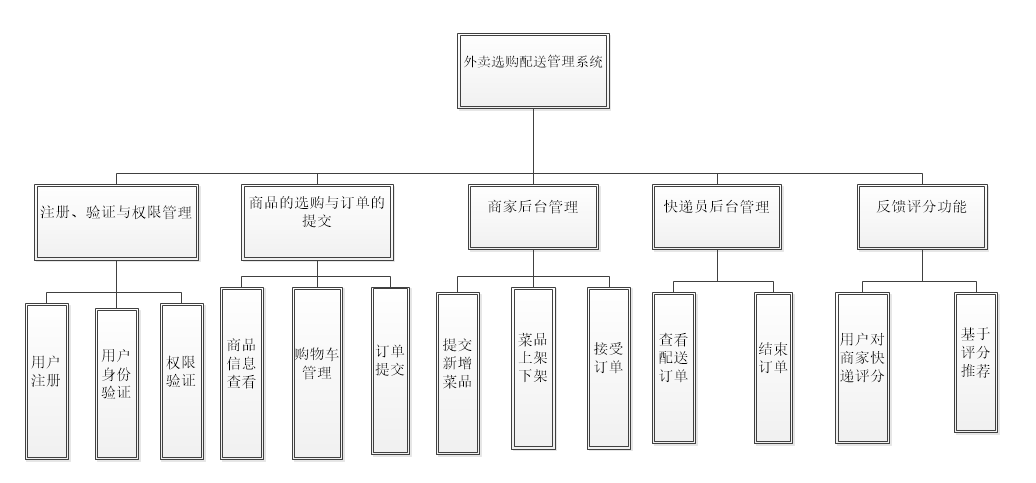 外卖选购配送管理系统
注册、验证与权限管理
商品的选购与订单的
提交
商家后台管理
快递员后台管理
反馈评分功能
用户
注册
用户
身份
验证
权限
验证
商品
信息
查看
购物车
管理
订单
提交
提交
新增
菜品
菜品
上架
下架
接受
订单
查看
配送
订单
结束
订单
用户对
商家快
递评分
基于
评分
推荐